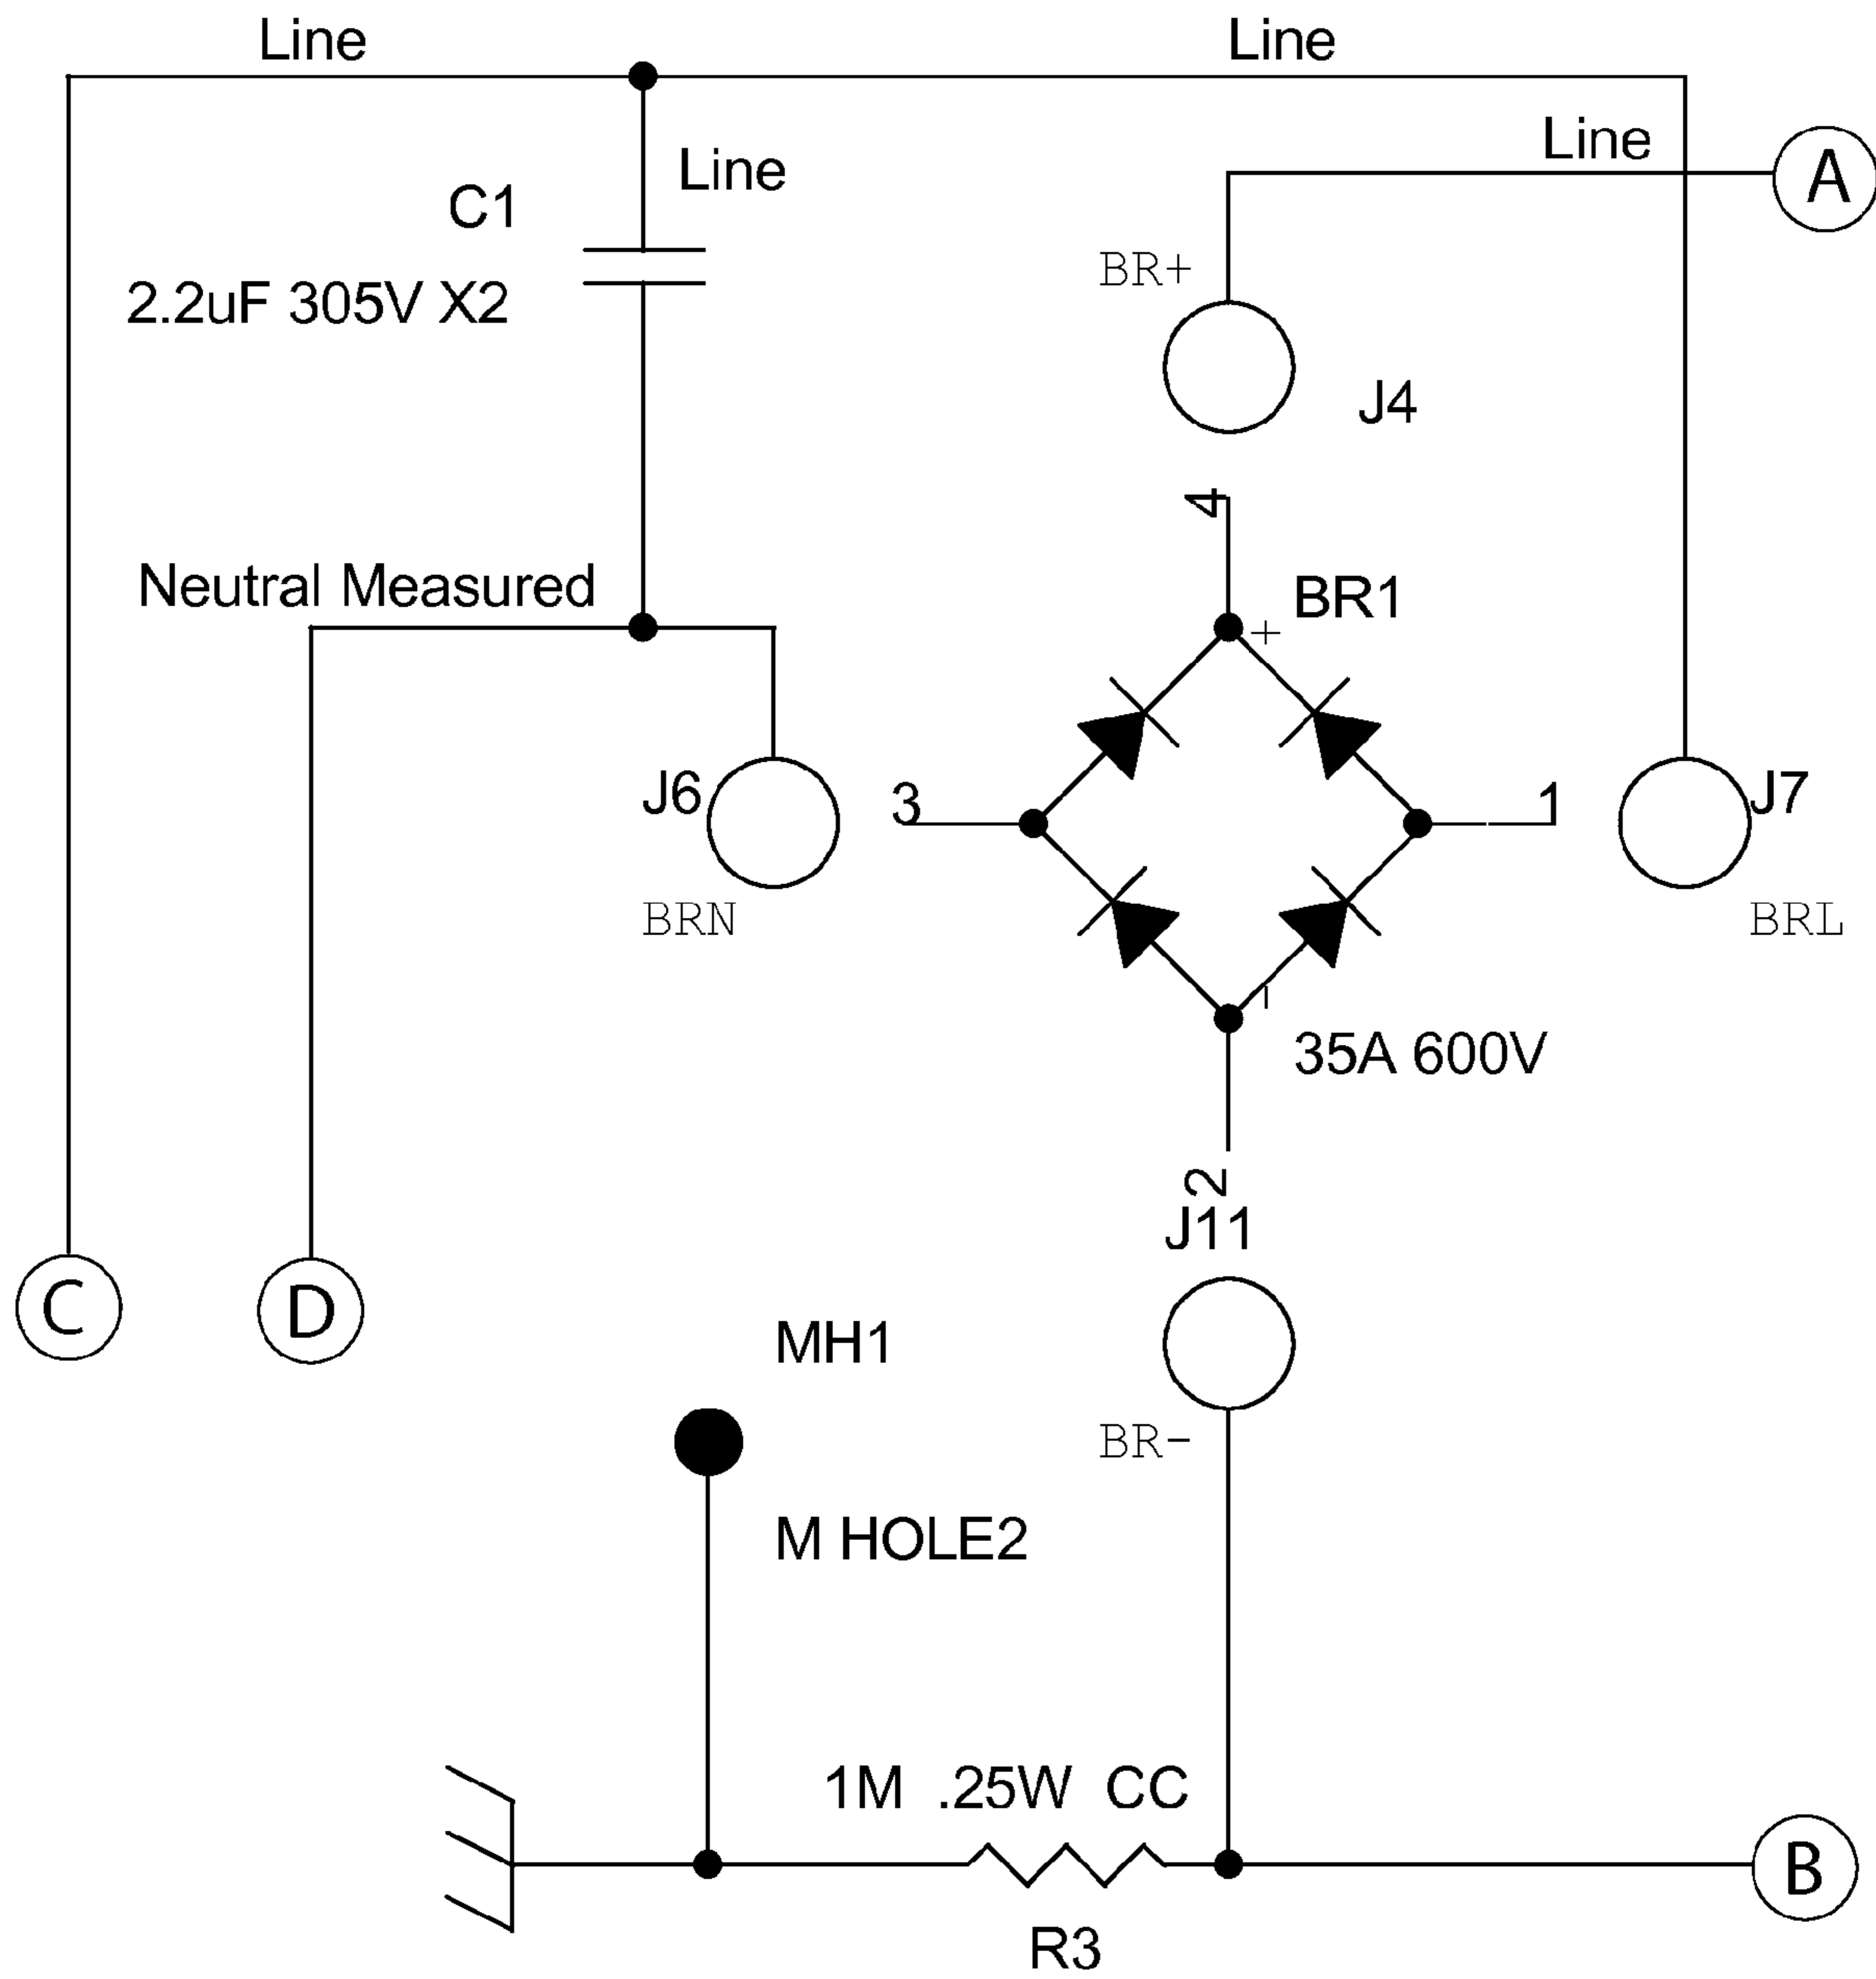 Line
Line
Line
Line
A
C1
2.2uF 305V X2
BR+
J4
4
Neutral Measured
BR1
+
J6
3
1
J7
BRN
BRL
-
35A 600V
2
J11
C
D
MH1
BR-
M HOLE2
1M .25W CC
B
R3